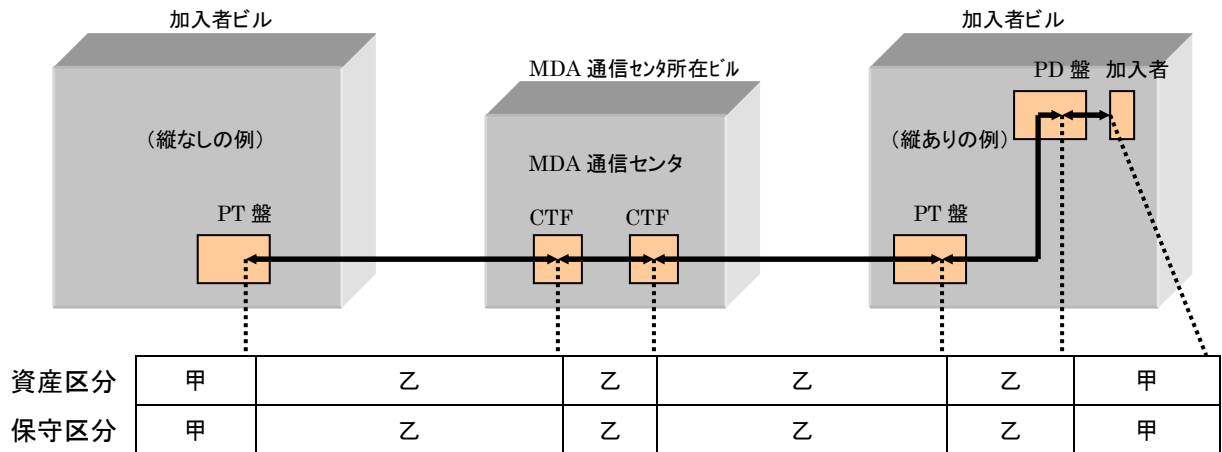 加入者ビル
加入者ビル
MDA 通信センタ所在ビル
PD 盤 加入者
(縦なしの例)
(縦ありの例)
MDA 通信センタ
PT 盤
CTF
CTF
PT 盤
資産区分 甲 乙 乙 乙 乙 甲
保守区分 甲 乙 乙 乙 乙 甲